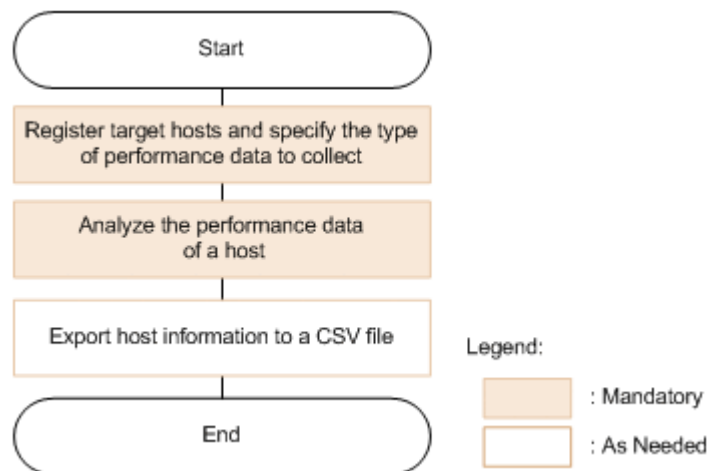 Start
Register target hosts and specify the type
of performance data to collect
Analyze the performance data
of a host
Export host information to a CSV file
End
Legend:
: Mandatory
: As Needed